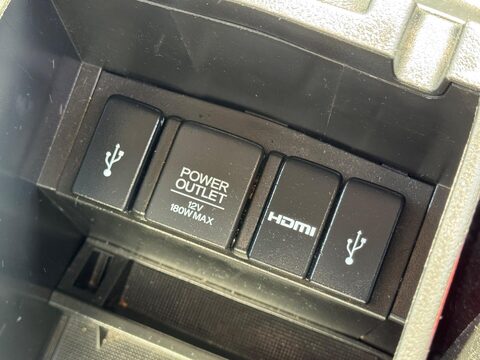 POWER
OUTLET
12V
180W MAX
HDMI